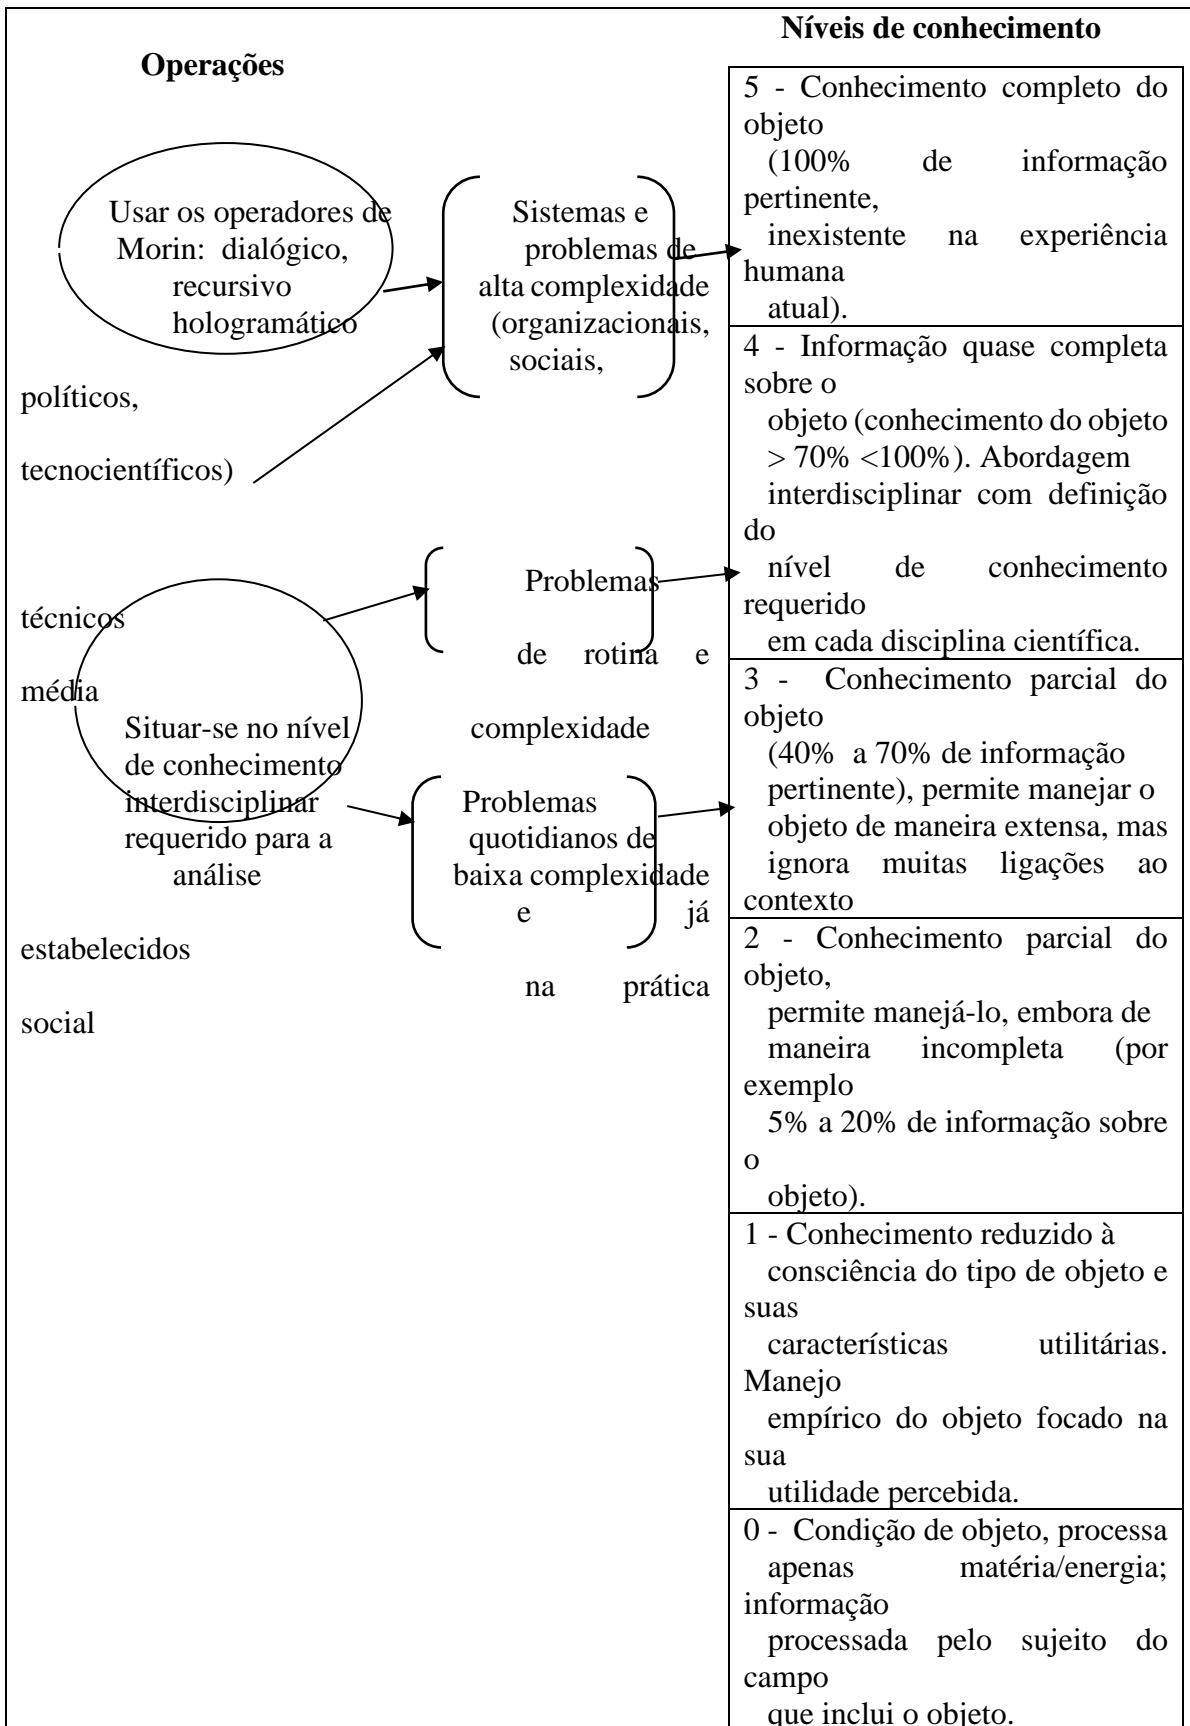 Níveis de conhecimento
Operações
Usar os operadores de
Morin: dialógico,
recursivo
hologramático
Sistemas e
problemas de
alta complexidade
(organizacionais,
sociais,
políticos,
tecnocientíficos)
Problemas
técnicos
de rotina e
média
complexidade
Situar-se no nível
de conhecimento
interdisciplinar
requerido para a
análise
Problemas
quotidianos de
baixa complexidade
e já
estabelecidos
na prática
social
5 - Conhecimento completo do
objeto
(100% de informação
pertinente,
inexistente na experiência
humana
atual).
4 - Informação quase completa
sobre o
objeto (conhecimento do objeto
> 70% <100%). Abordagem
interdisciplinar com definição
do
nível de conhecimento
requerido
em cada disciplina científica.
3 - Conhecimento parcial do
objeto
(40% a 70% de informação
pertinente), permite manejar o
objeto de maneira extensa, mas
ignora muitas ligações ao
contexto
2 - Conhecimento parcial do
objeto,
permite manejá-lo, embora de
maneira incompleta (por
exemplo
5% a 20% de informação sobre
o
objeto).
1 - Conhecimento reduzido à
consciência do tipo de objeto e
suas
características utilitárias.
Manejo
empírico do objeto focado na
sua
utilidade percebida.
0 - Condição de objeto, processa
apenas matéria/energia;
informação
processada pelo sujeito do
campo
que inclui o objeto.